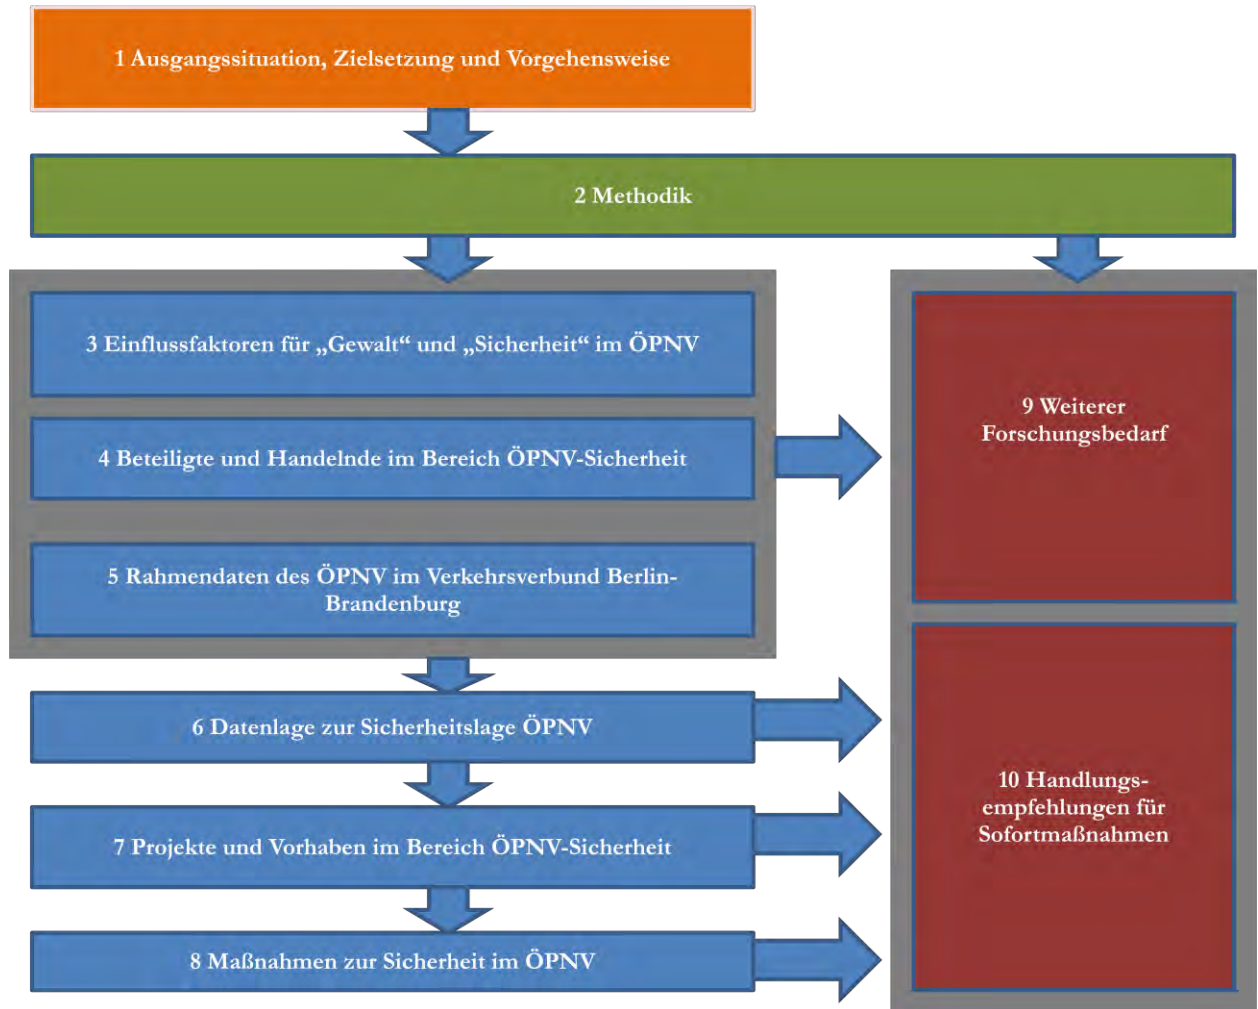 1 Ausgangssituation, Zielsetzung und Vorgehensweise
2 Methodik
3 Einflussfaktoren für „Gewalt“ und „Sicherheit“ im ÖPNV
4 Beteiligte und Handelnde im Bereich ÖPNV-Sicherheit
5 Rahmendaten des ÖPNV im Verkehrsverbund Berlin-
Brandenburg
6 Datenlage zur Sicherheitslage ÖPNV
7 Projekte und Vorhaben im Bereich ÖPNV-Sicherheit
8 Maßnahmen zur Sicherheit im ÖPNV
9 Weiterer
Forschungsbedarf
10 Handlungs-
empfehlungen für
Sofortmaßnahmen